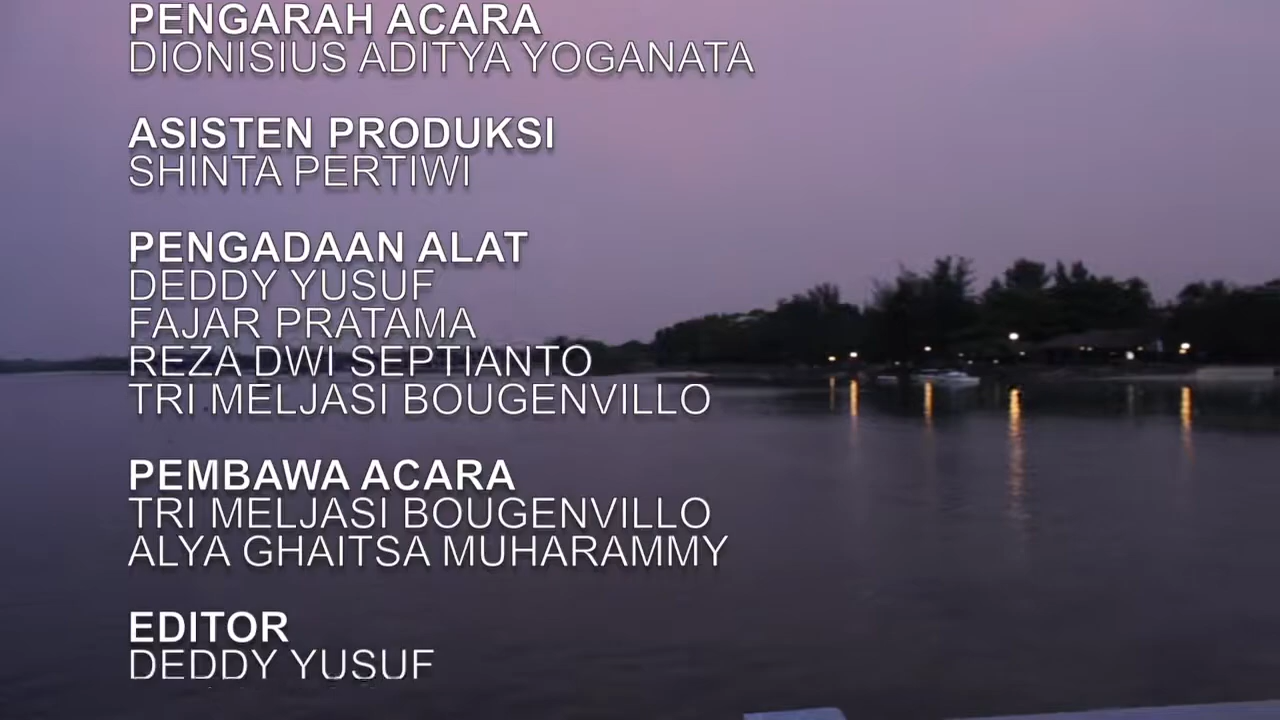 PENGARAH ACARA
DIONISIUS ADITYA YOGANATA
ASISTEN PRODUKSI
SHINTA PERTIWI
PENGADAAN ALAT
DEDDY YUSUF
FAJAR PRATAMA
REZA DWI SEPTIANTO
TRI MELJASI BOUGENVILLO
PEMBAWA ACARA
TRI MELJASI BOUGENVILLO
ALYA GHAITSA MUHARAMMY
EDITOR
DEDDY YUSUF